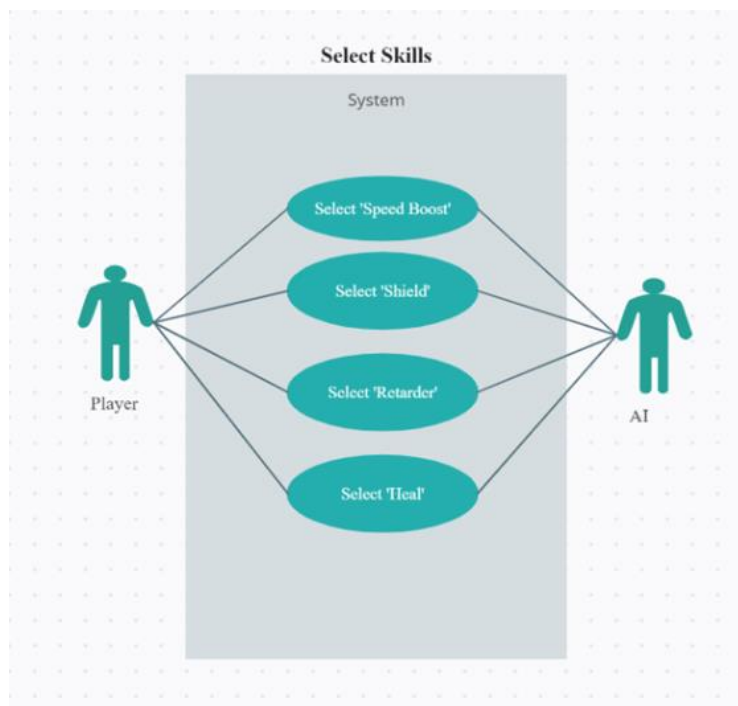 Select Skills
System
Select 'Speed Boost'
Select 'Shield'
Select 'Retarder'
Select 'Heal'
Player
AI